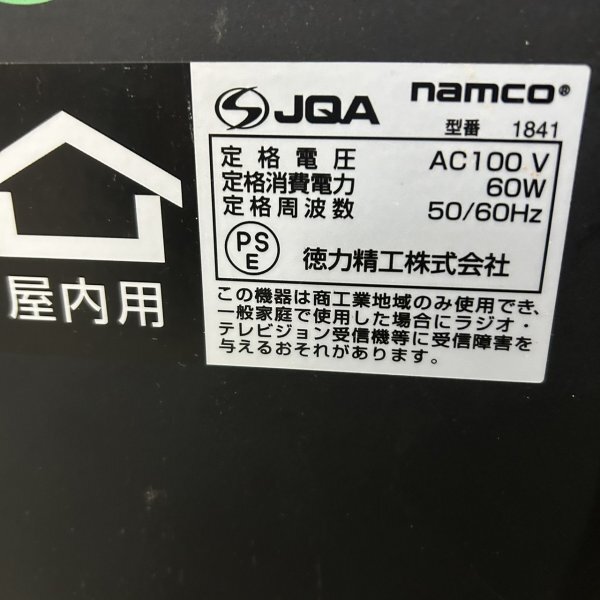 JQA namco®
型番 1841
定格電圧 AC100 V
定格消費電力 60W
定格周波数 50/60Hz
PS
E
徳力精工株式会社
この機器は商工業地域のみ使用でき、
一般家庭で使用した場合にラジオ・
テレビジョン受信機等に受信障害を
与えるおそれがあります。
屋内用